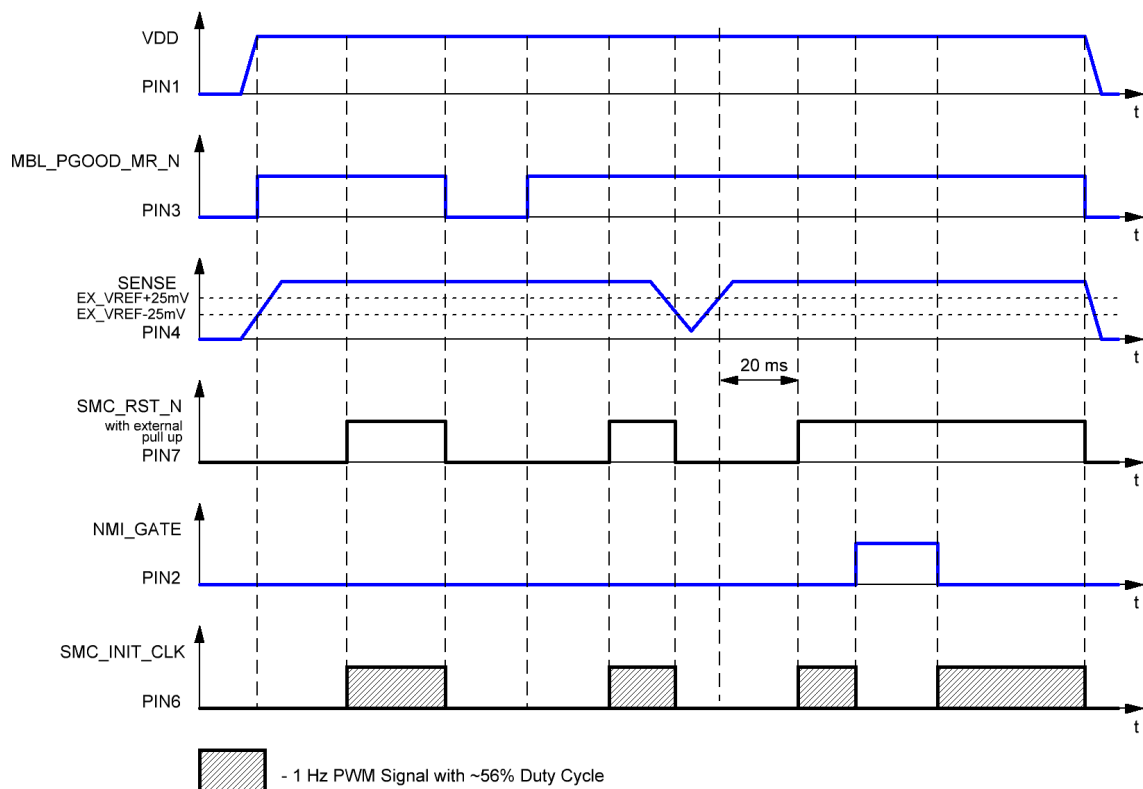 VDD
PIN1
t
MBL_PGOOD_MR_N
PIN3
t
SENSE
EX_VREF+25mV
EX_VREF-25mV
PIN4
t
20 ms
SMC_RST_N
with external
pull up
PIN7
t
NMI_GATE
PIN2
t
SMC_INIT_CLK
PIN6
t
- 1 Hz PWM Signal with ~56% Duty Cycle